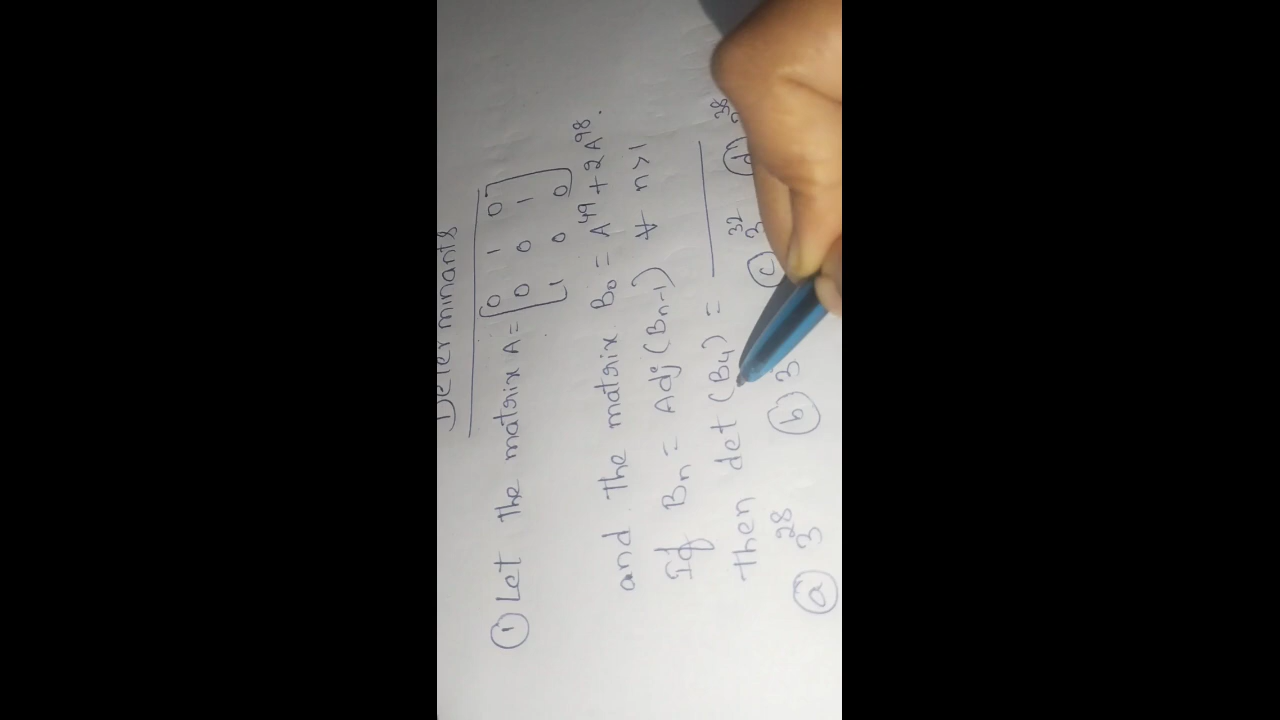 Determinants
① Let the matrix A = [0 1 0
0 0 1
1 0 0]
and the matrix B₀ = A⁴⁹ + 2A⁹⁸.
If Bₙ = Adj(Bₙ₋₁) ∀ n > 1
then det(B₄) = ______
ⓐ 3²⁸ ⓑ 3 ⓒ 3³² ⓓ